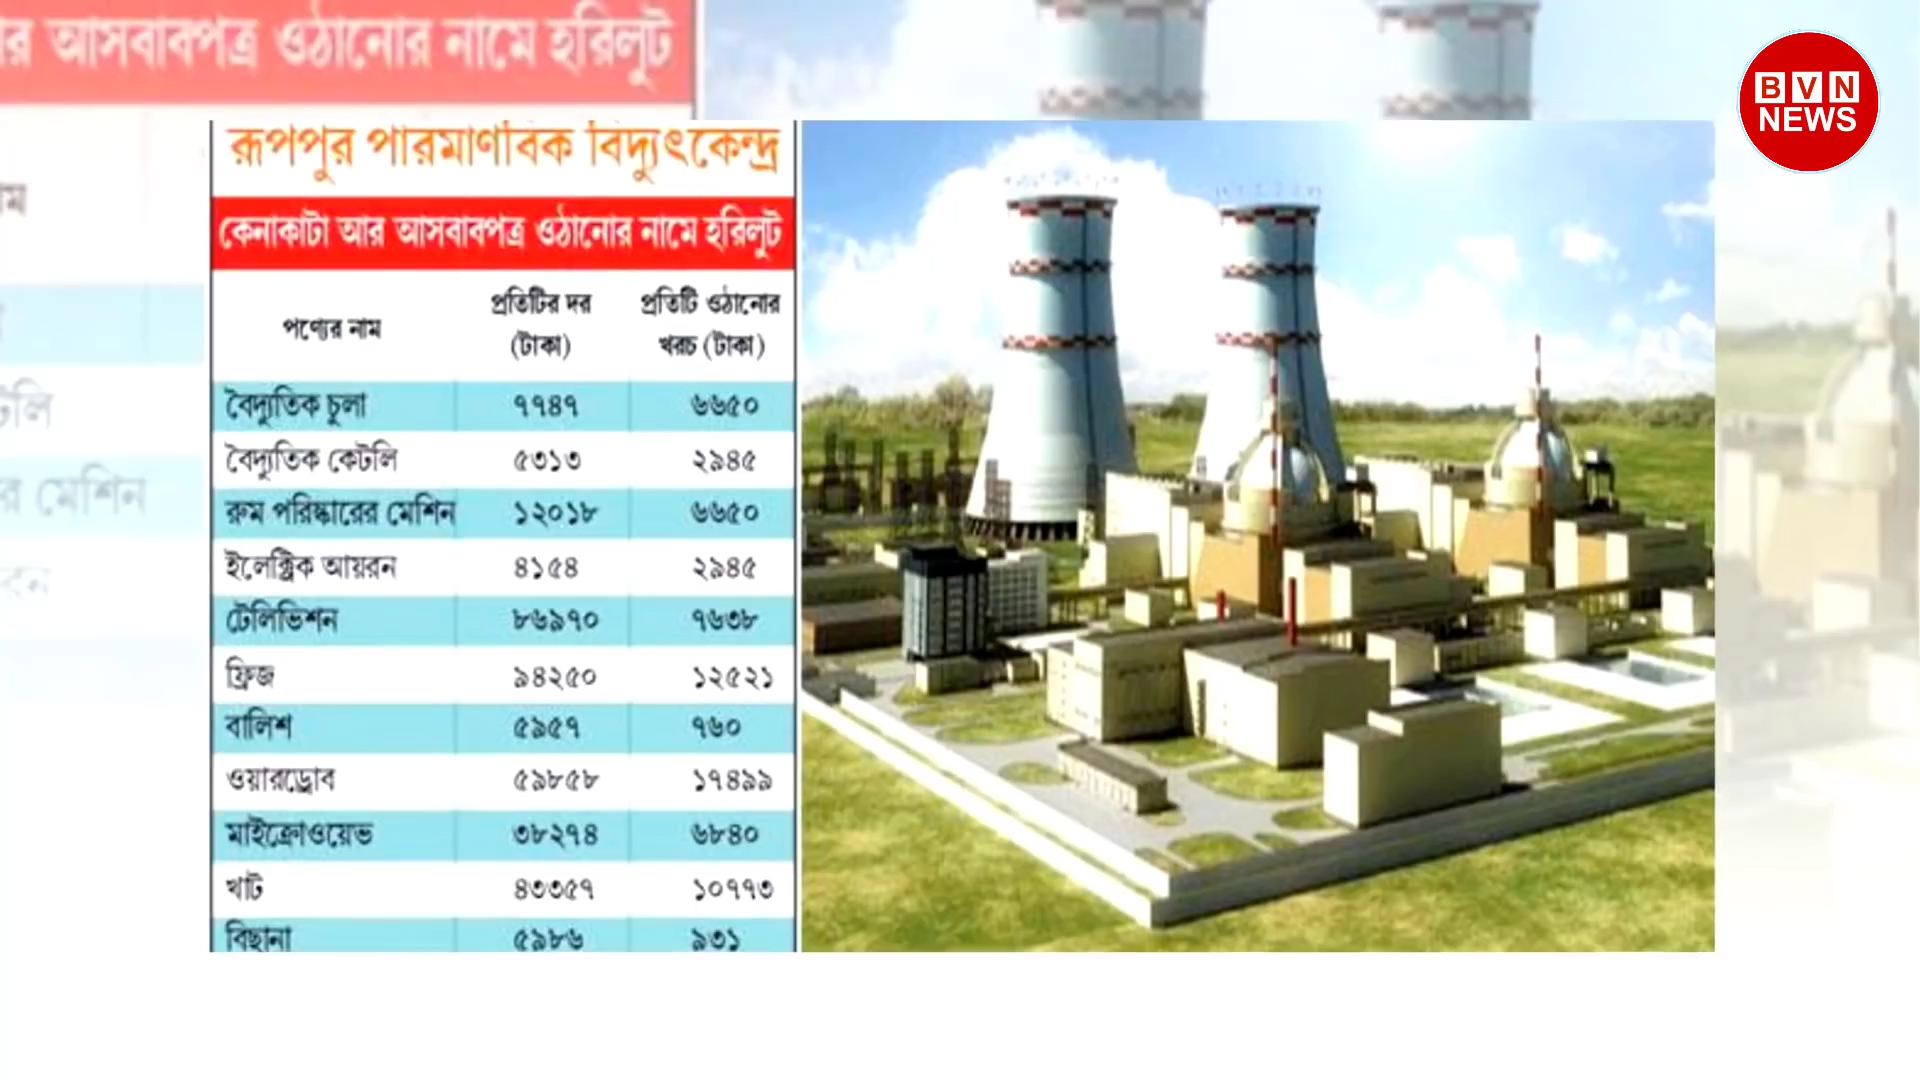 র আসবাবপত্র ওঠানোর নামে হরিলুট
BVN
NEWS
রূপপুর পারমাণবিক বিদ্যুৎকেন্দ্র
কেনাকাটা আর আসবাবপত্র ওঠানোর নামে হরিলুট
পণ্যের নাম প্রতিটির দর (টাকা) প্রতিটি ওঠানোর খরচ (টাকা)
বৈদ্যুতিক চুলা ৭৭৪৭ ৬৬৫০
বৈদ্যুতিক কেটলি ৫৩১৩ ২৯৪৫
রুম পরিষ্কারের মেশিন ১২০১৮ ৬৬৫০
ইলেক্ট্রিক আয়রন ৪১৫৪ ২৯৪৫
টেলিভিশন ৮৬৯৭০ ৭৬৩৮
ফ্রিজ ৯৪২৫০ ১২৫২১
বালিশ ৫৯৫৭ ৭৬০
ওয়ারড্রোব ৫৯৮৫৮ ১৭৪৯৯
মাইক্রোওয়েভ ৩৮২৭৪ ৬৮৪০
খাট ৪৩৩৫৭ ১০৭৭৩
বিছানা ৫৯৮৬ ৯৩১